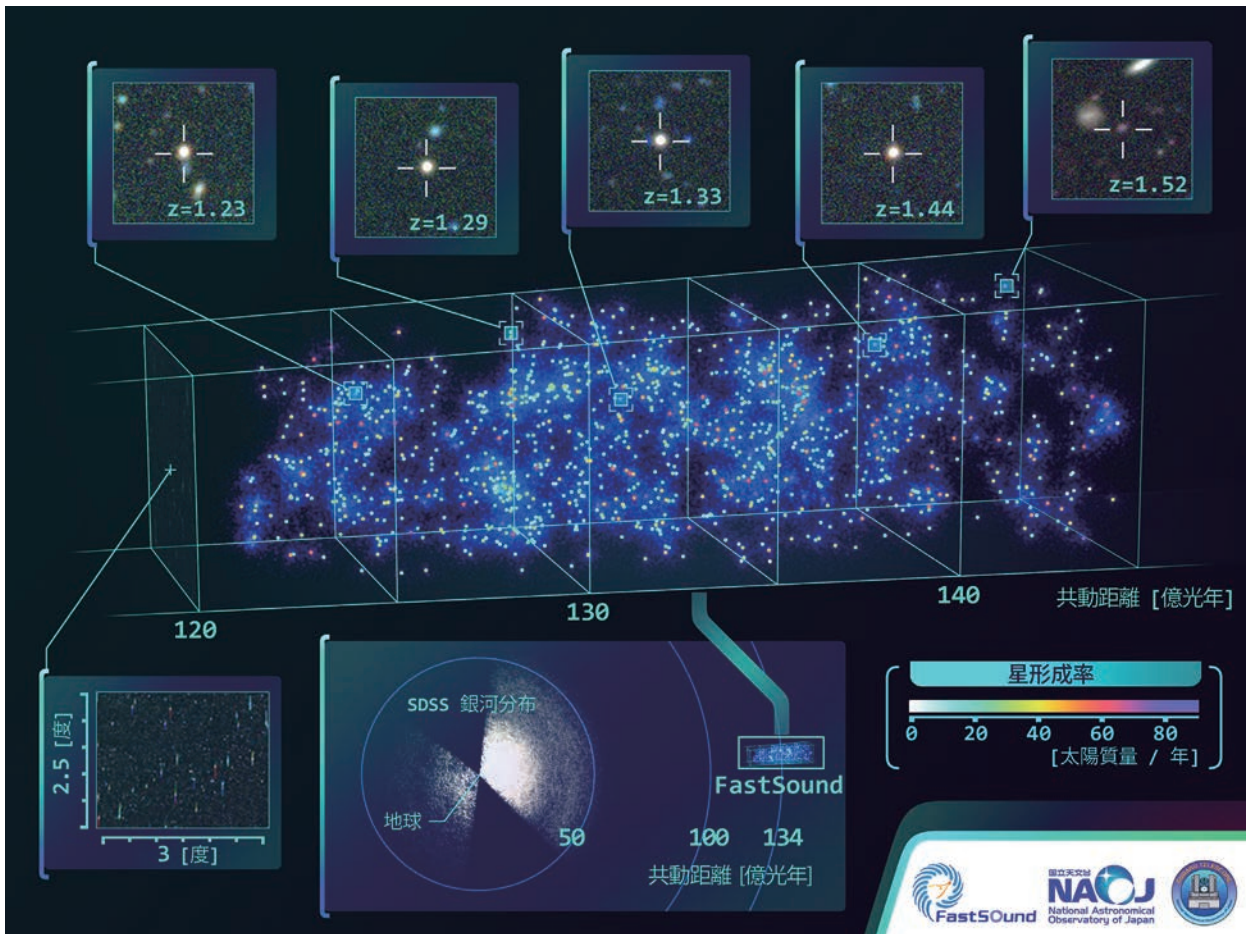 z=1.23
z=1.29
z=1.33
z=1.44
z=1.52
120
130
140
共動距離 [億光年]
2.5 [度]
3 [度]
SDSS 銀河分布
地球
50
100
134
FastSound
共動距離 [億光年]
星形成率
0 20 40 60 80
[太陽質量 / 年]
FastSOund
国立天文台
NAOJ
National Astronomical
Observatory of Japan